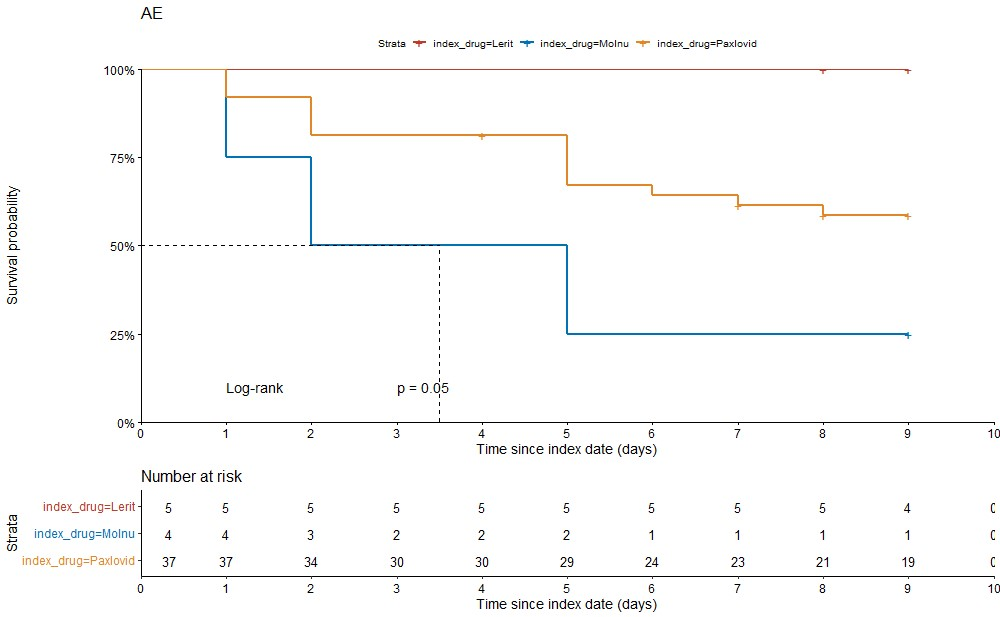 AE
Strata index_drug=Lerit index_drug=Molnu index_drug=Paxlovid
Survival probability
100%
75%
50%
25%
0%
Log-rank p = 0.05
0 1 2 3 4 5 6 7 8 9 10
Time since index date (days)
Number at risk
Strata
index_drug=Lerit 5 5 5 5 5 5 5 5 5 4 0
index_drug=Molnu 4 4 3 2 2 2 1 1 1 1 0
index_drug=Paxlovid 37 37 34 30 30 29 24 23 21 19 0
0 1 2 3 4 5 6 7 8 9 10
Time since index date (days)